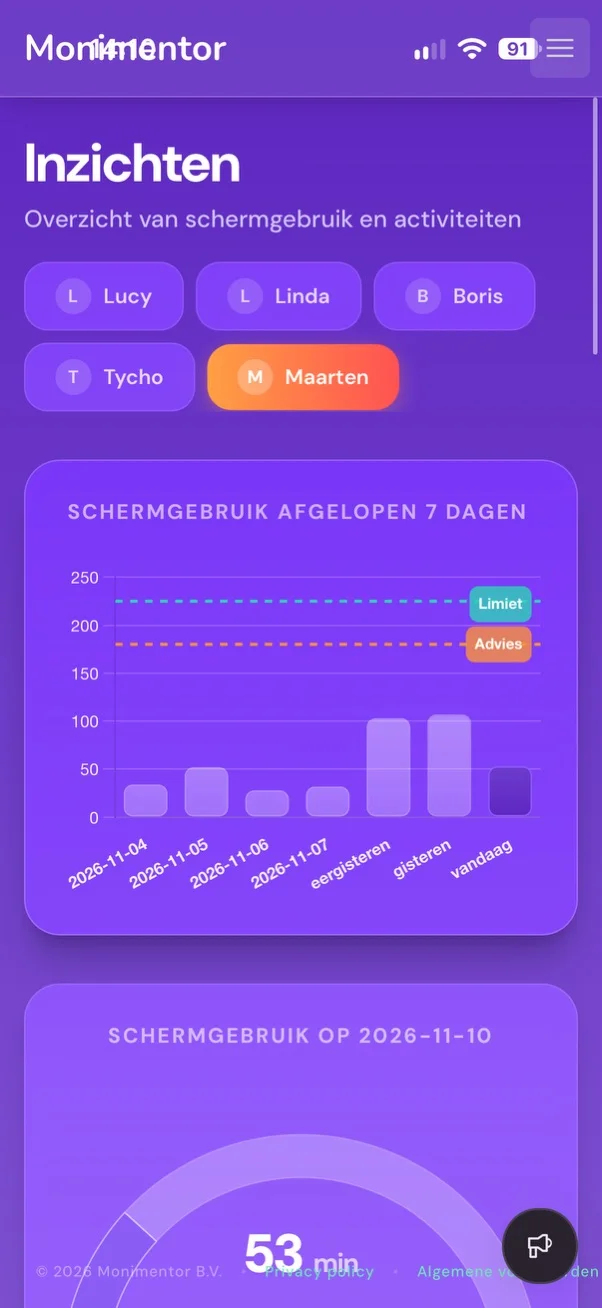 Monimentor
91
Inzichten
Overzicht van schermgebruik en activiteiten
L Lucy
L Linda
B Boris
T Tycho
M Maarten
SCHERMGEBRUIK AFGELOPEN 7 DAGEN
250
Limiet
200
Advies
150
100
50
0
2026-11-04
2026-11-05
2026-11-06
2026-11-07
eergisteren
gisteren
vandaag
SCHERMGEBRUIK OP 2026-11-10
53 min
© 2026 Monimentor B.V. • Privacy policy • Algemene